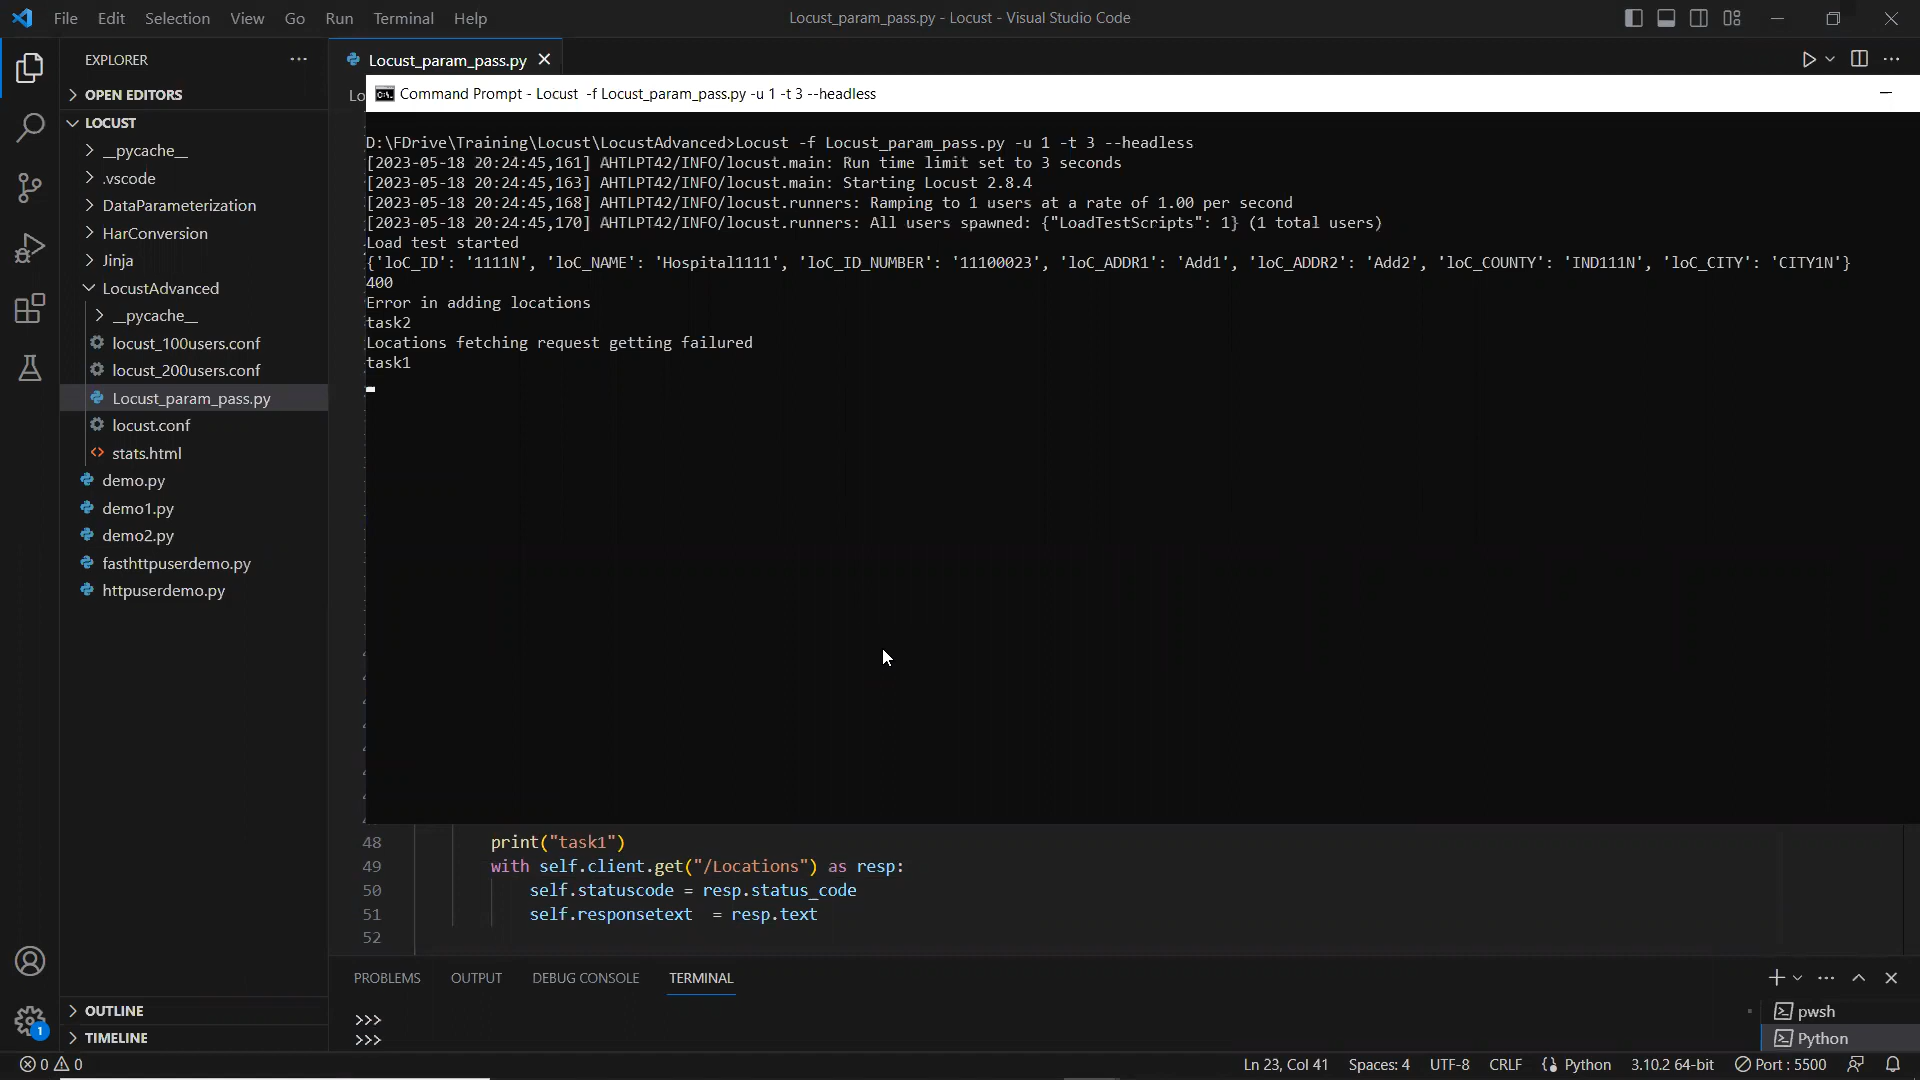 File Edit Selection View Go Run Terminal Help
Locust_param_pass.py - Locust - Visual Studio Code
EXPLORER
OPEN EDITORS
LOCUST
__pycache__
.vscode
DataParameterization
HarConversion
Jinja
LocustAdvanced
__pycache__
locust_100users.conf
locust_200users.conf
Locust_param_pass.py
locust.conf
stats.html
demo.py
demo1.py
demo2.py
fasthttpuserdemo.py
httpuserdemo.py
OUTLINE
TIMELINE
Locust_param_pass.py
Lo
Command Prompt - Locust -f Locust_param_pass.py -u 1 -t 3 --headless
D:\FDrive\Training\Locust\LocustAdvanced>Locust -f Locust_param_pass.py -u 1 -t 3 --headless
[2023-05-18 20:24:45,161] AHTLPT42/INFO/locust.main: Run time limit set to 3 seconds
[2023-05-18 20:24:45,163] AHTLPT42/INFO/locust.main: Starting Locust 2.8.4
[2023-05-18 20:24:45,168] AHTLPT42/INFO/locust.runners: Ramping to 1 users at a rate of 1.00 per second
[2023-05-18 20:24:45,170] AHTLPT42/INFO/locust.runners: All users spawned: {"LoadTestScripts": 1} (1 total users)
Load test started
{'loC_ID': '1111N', 'loC_NAME': 'Hospital1111', 'loC_ID_NUMBER': '11100023', 'loC_ADDR1': 'Add1', 'loC_ADDR2': 'Add2', 'loC_COUNTY': 'IND111N', 'loC_CITY': 'CITY1N'}
400
Error in adding locations
task2
Locations fetching request getting failured
task1
48 print("task1")
49 with self.client.get("/Locations") as resp:
50 self.statuscode = resp.status_code
51 self.responsetext = resp.text
52
PROBLEMS OUTPUT DEBUG CONSOLE TERMINAL
>>>
>>>
pwsh
Python
1
0 0
Ln 23, Col 41 Spaces: 4 UTF-8 CRLF Python 3.10.2 64-bit Port : 5500